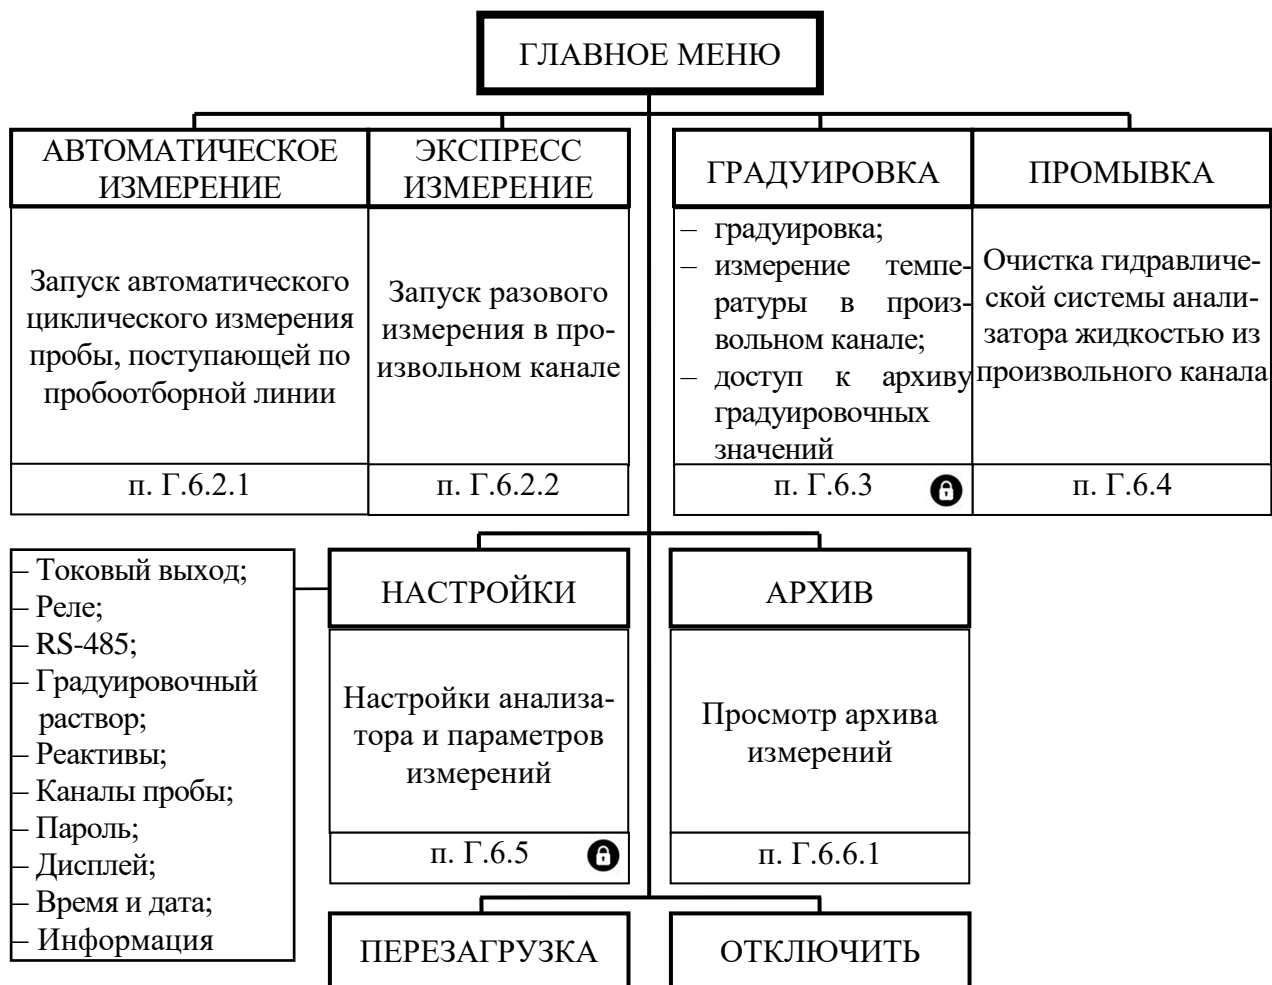 ГЛАВНОЕ МЕНЮ
АВТОМАТИЧЕСКОЕ
ИЗМЕРЕНИЕ
Запуск автоматического
циклического измерения
пробы, поступающей по
пробоотборной линии
п. Г.6.2.1
ЭКСПРЕСС
ИЗМЕРЕНИЕ
Запуск разового
измерения в про-
извольном канале
п. Г.6.2.2
ГРАДУИРОВКА
– градуировка;
– измерение темпе-
ратуры в произ-
вольном канале;
– доступ к архиву
градуировочных
значений
п. Г.6.3
ПРОМЫВКА
Очистка гидравличе-
ской системы анали-
затора жидкостью из
произвольного канала
п. Г.6.4
– Токовый выход;
– Реле;
– RS-485;
– Градуировочный
раствор;
– Реактивы;
– Каналы пробы;
– Пароль;
– Дисплей;
– Время и дата;
– Информация
НАСТРОЙКИ
Настройки анализа-
тора и параметров
измерений
п. Г.6.5
АРХИВ
Просмотр архива
измерений
п. Г.6.6.1
ПЕРЕЗАГРУЗКА
ОТКЛЮЧИТЬ